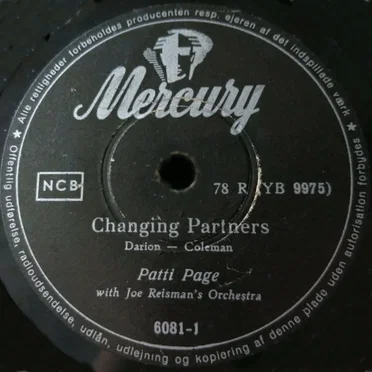 ★ Alle rettigheder forbeholdes producenten resp. ejeren af det indspillede værk ★
Mercury
NCB
78 R (YB 9975)
Changing Partners
Darion — Coleman
Patti Page
with Joe Reisman's Orchestra
6081-1
Offentlig udførelse, radioudsendelse, udlån, udlejning og kopiering af denne plade uden autorisation forbydes